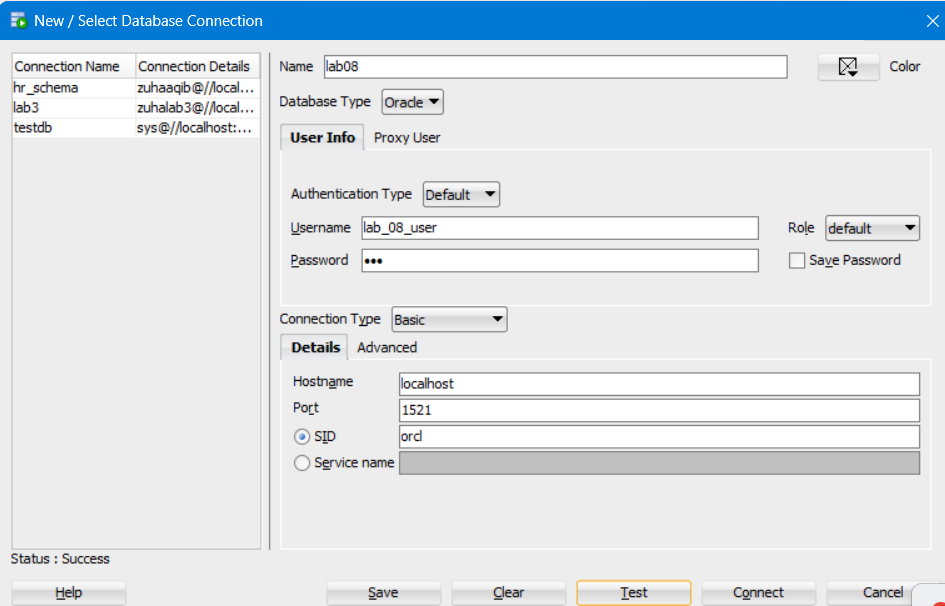 New / Select Database Connection
Connection Name Connection Details
hr_schema zuhaaqib@//local...
lab3 zuhalab3@//local...
testdb sys@//localhost:...
Name lab08 Color
Database Type Oracle
User Info Proxy User
Authentication Type Default
Username lab_08_user Role default
Password ••• Save Password
Connection Type Basic
Details Advanced
Hostname localhost
Port 1521
SID orcl
Service name
Status : Success
Help Save Clear Test Connect Cancel